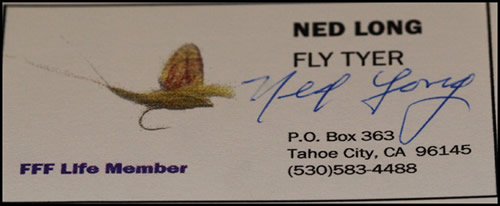 NED LONG
FLY TYER
Ned Long
P.O. Box 363
Tahoe City, CA 96145
(530)583-4488
FFF Life Member